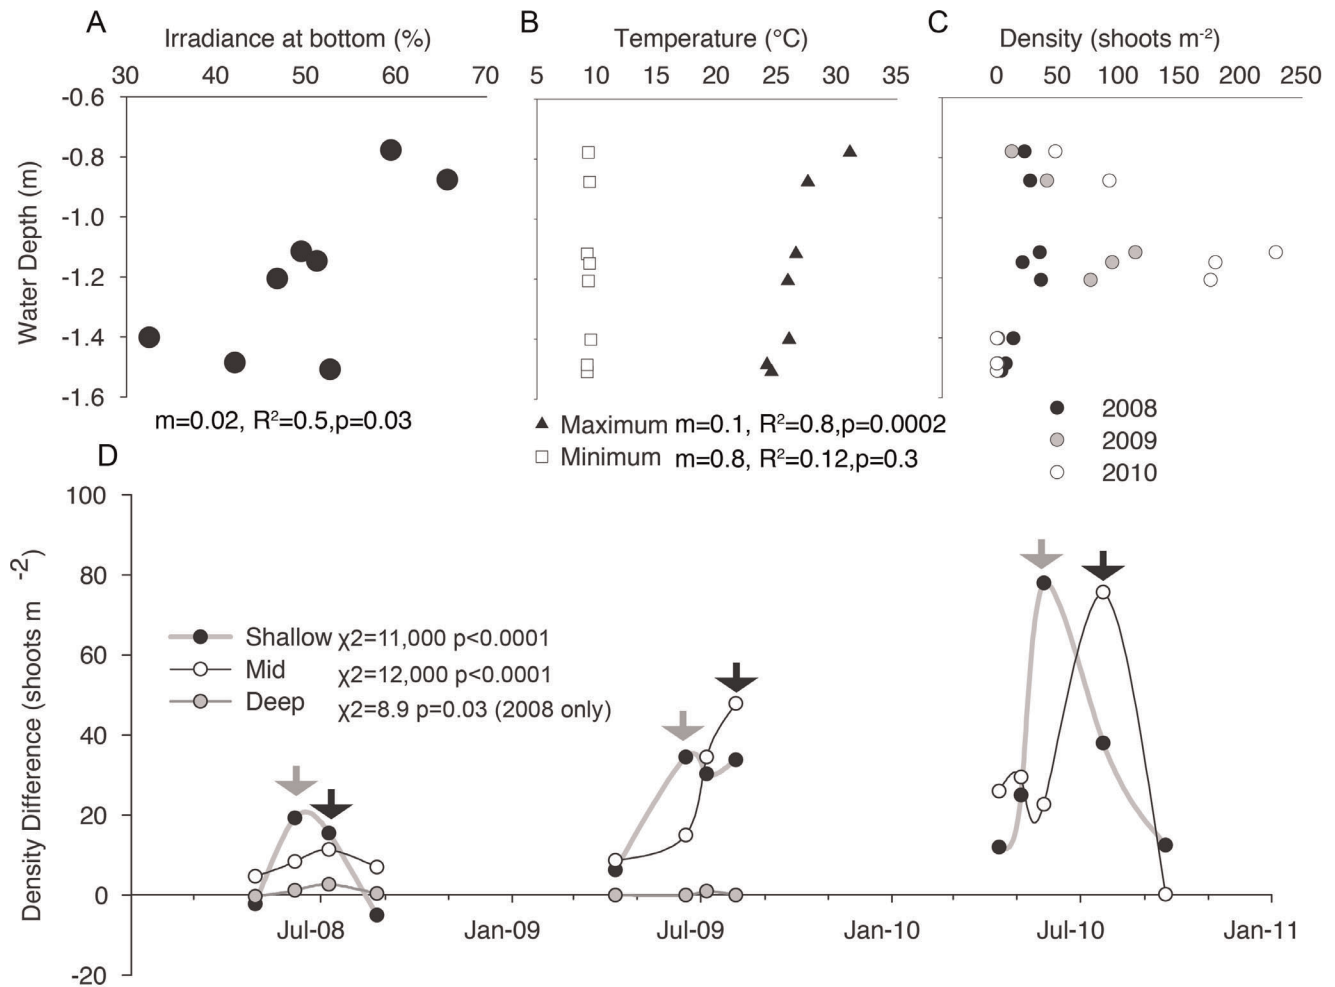 A
Irradiance at bottom (%)
30 40 50 60 70
Water Depth (m)
-0.6
-0.8
-1.0
-1.2
-1.4
-1.6
m=0.02, R²=0.5,p=0.03
B
Temperature (°C)
5 10 15 20 25 30 35
Maximum m=0.1, R²=0.8,p=0.0002
Minimum m=0.8, R²=0.12,p=0.3
C
Density (shoots m⁻²)
0 50 100 150 200 250
2008
2009
2010
D
Density Difference (shoots m -2)
100
80
60
40
20
0
-20
Shallow χ2=11,000 p<0.0001
Mid χ2=12,000 p<0.0001
Deep χ2=8.9 p=0.03 (2008 only)
Jul-08 Jan-09 Jul-09 Jan-10 Jul-10 Jan-11